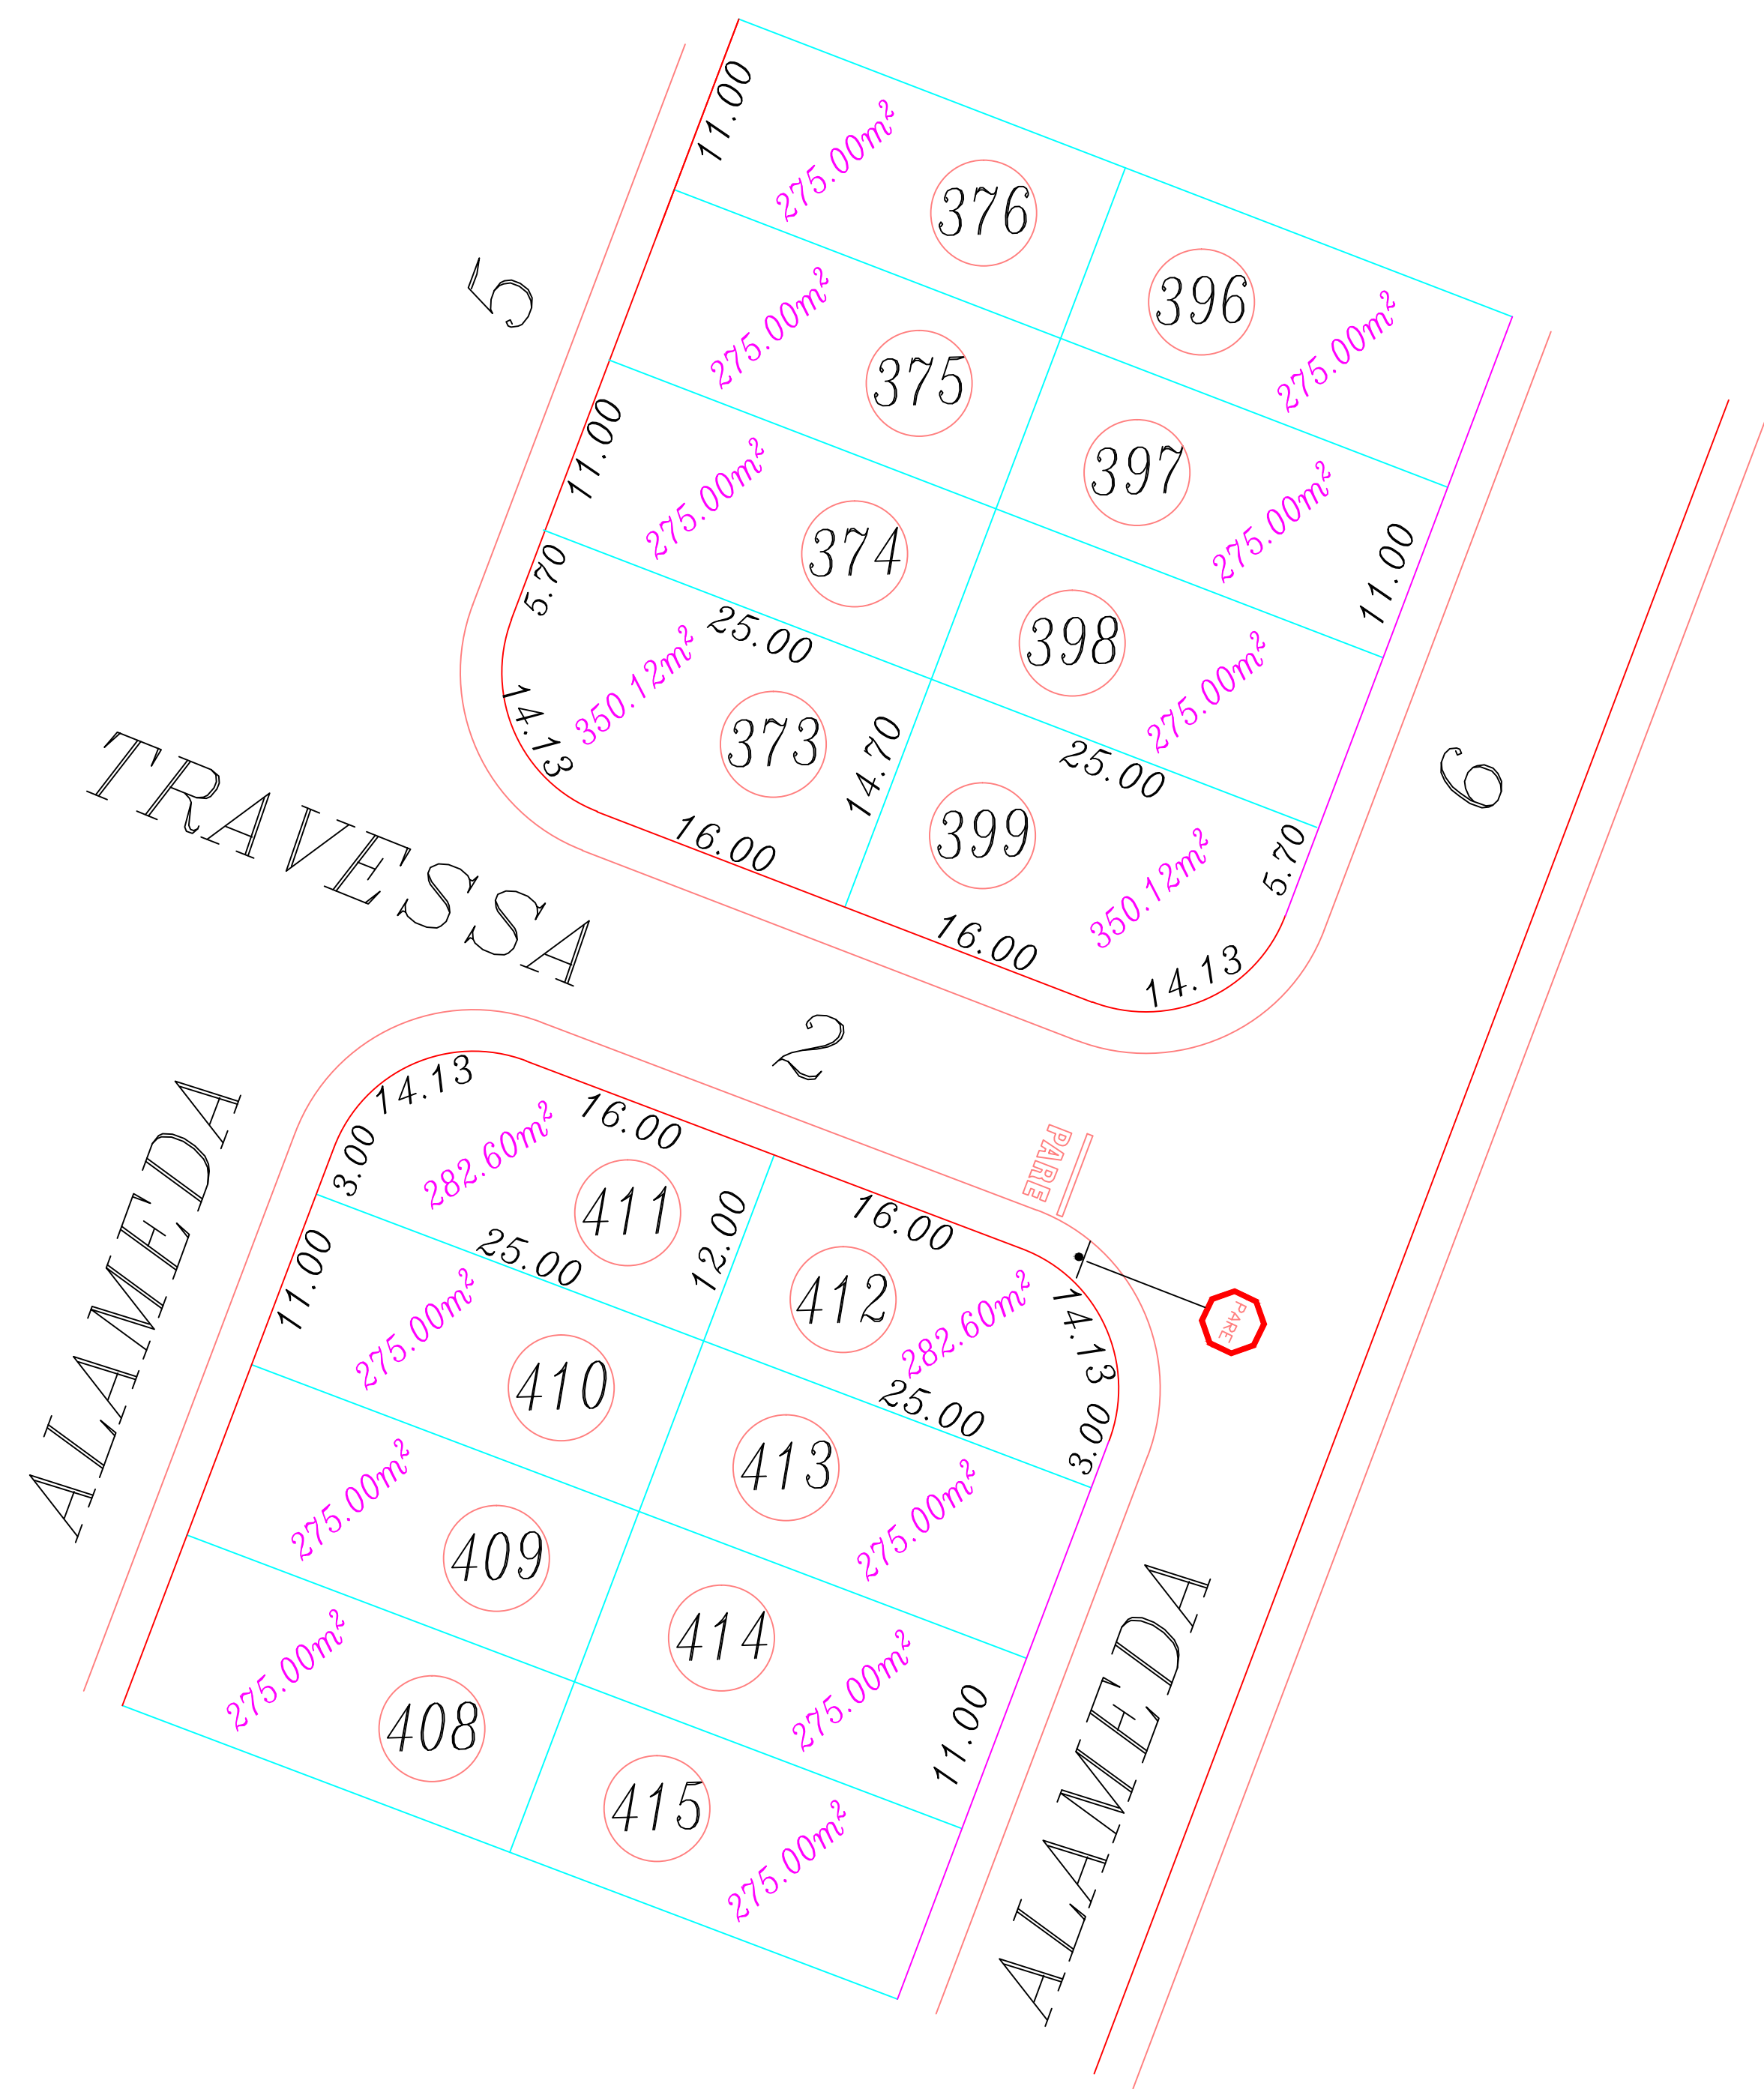 11.00
275.00m²
376
396
275.00m²
5
275.00m²
375
397
275.00m²
11.00
275.00m²
374
398
275.00m²
11.00
5.70
25.00
350.12m²
373
14.13
16.00
14.70
25.00
399
350.12m²
5.70
16.00
14.13
6
TRAVESSA
2
ALAMEDA
14.13
3.00
282.60m²
16.00
411
12.00
PARE
16.00
412
282.60m²
14.13
3.00
PARE
11.00
25.00
275.00m²
410
25.00
413
275.00m²
275.00m²
409
414
275.00m²
11.00
275.00m²
408
415
275.00m²
ALAMEDA